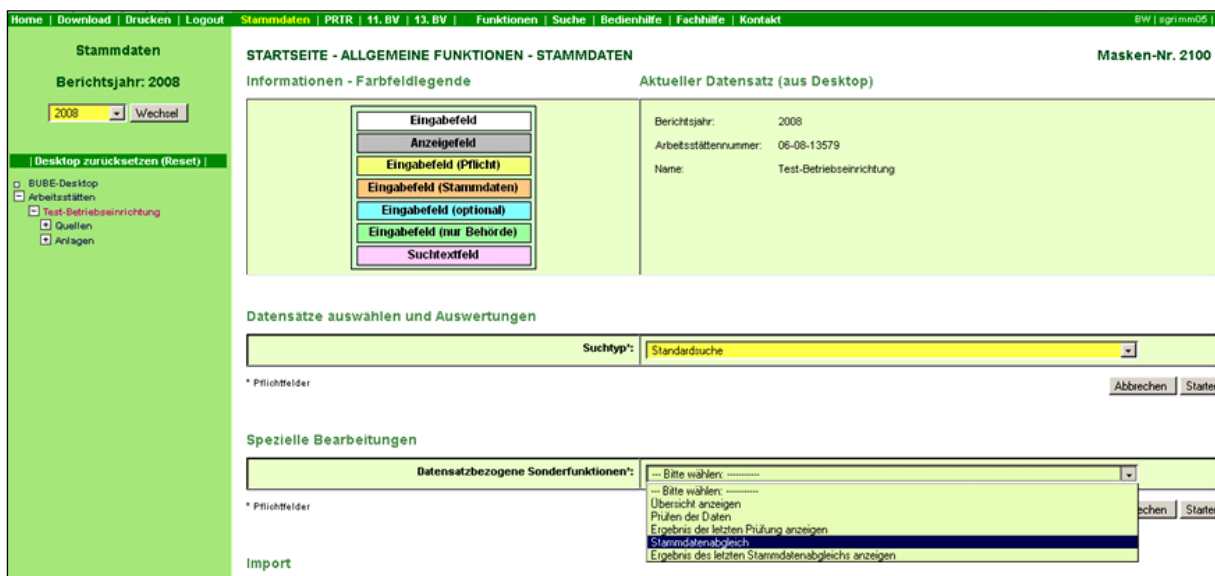 Home | Download | Drucken | Logout Stammdaten | PRTR | 11. BV | 13. BV | Funktionen | Suche | Bedienhilfe | Fachhilfe | Kontakt BW | sgrimm05 |
Stammdaten
Berichtsjahr: 2008
2008 Wechsel
| Desktop zurücksetzen (Reset) |
BUBE-Desktop
Arbeitsstätten
Test-Betriebseinrichtung
Quellen
Anlagen
STARTSEITE - ALLGEMEINE FUNKTIONEN - STAMMDATEN Masken-Nr. 2100
Informationen - Farbfeldlegende Aktueller Datensatz (aus Desktop)
Eingabefeld
Anzeigefeld
Eingabefeld (Pflicht)
Eingabefeld (Stammdaten)
Eingabefeld (optional)
Eingabefeld (nur Behörde)
Suchtextfeld
Berichtsjahr: 2008
Arbeitsstättennummer: 06-08-13579
Name: Test-Betriebseinrichtung
Datensätze auswählen und Auswertungen
Suchtyp*: Standardsuche
* Pflichtfelder Abbrechen Starte
Spezielle Bearbeitungen
Datensatzbezogene Sonderfunktionen*: --- Bitte wählen: -----------
--- Bitte wählen: -----------
Übersicht anzeigen
Prüfen der Daten
Ergebnis der letzten Prüfung anzeigen
Stammdatenabgleich
Ergebnis des letzten Stammdatenabgleichs anzeigen
* Pflichtfelder echen Starte
Import